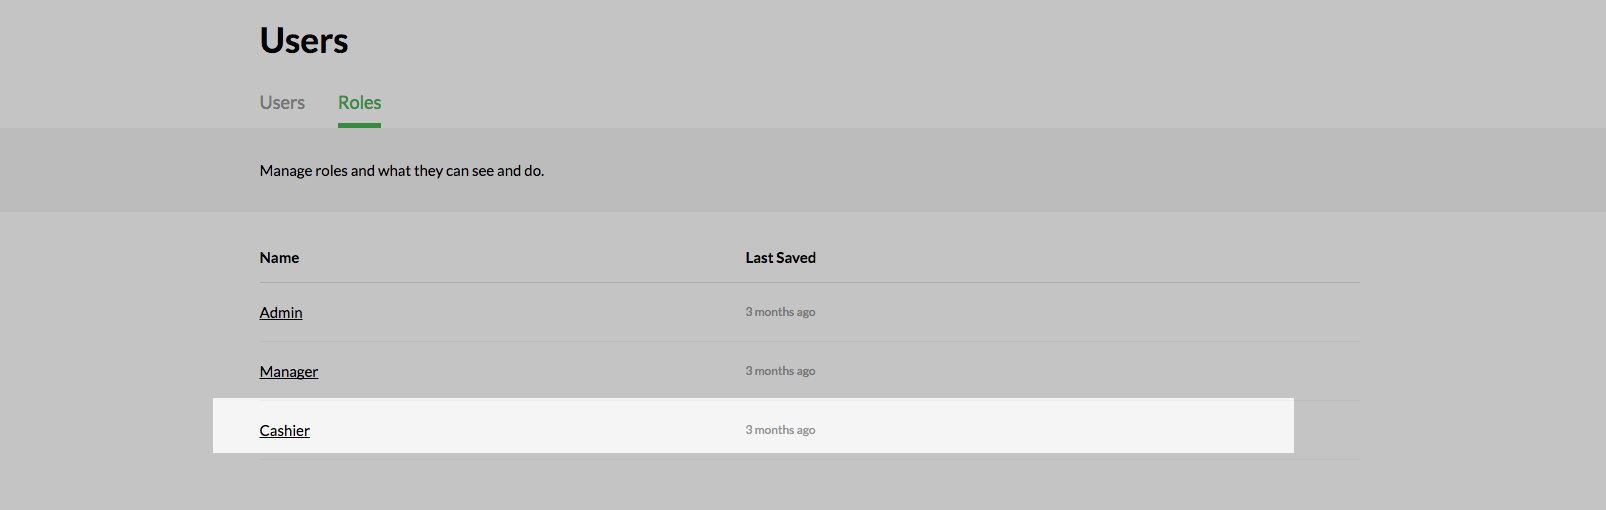 Users
Users Roles
Manage roles and what they can see and do.
Name Last Saved
Admin 3 months ago
Manager 3 months ago
Cashier 3 months ago